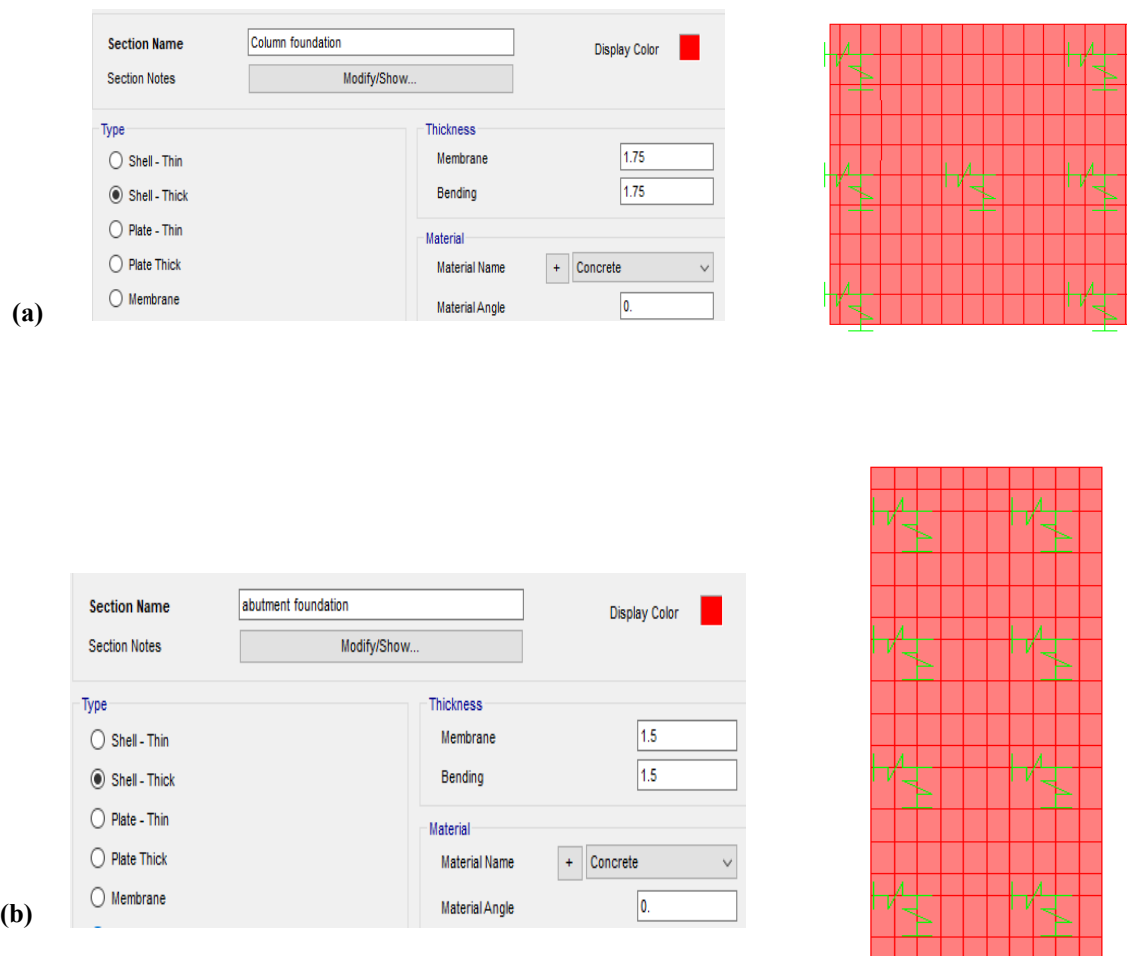 Section Name Column foundation Display Color
Section Notes Modify/Show...
Type Thickness
Shell - Thin Membrane 1.75
Shell - Thick Bending 1.75
Plate - Thin Material
Plate Thick Material Name + Concrete
Membrane Material Angle 0.
(a)
Section Name abutment foundation Display Color
Section Notes Modify/Show...
Type Thickness
Shell - Thin Membrane 1.5
Shell - Thick Bending 1.5
Plate - Thin Material
Plate Thick Material Name + Concrete
Membrane Material Angle 0.
(b)